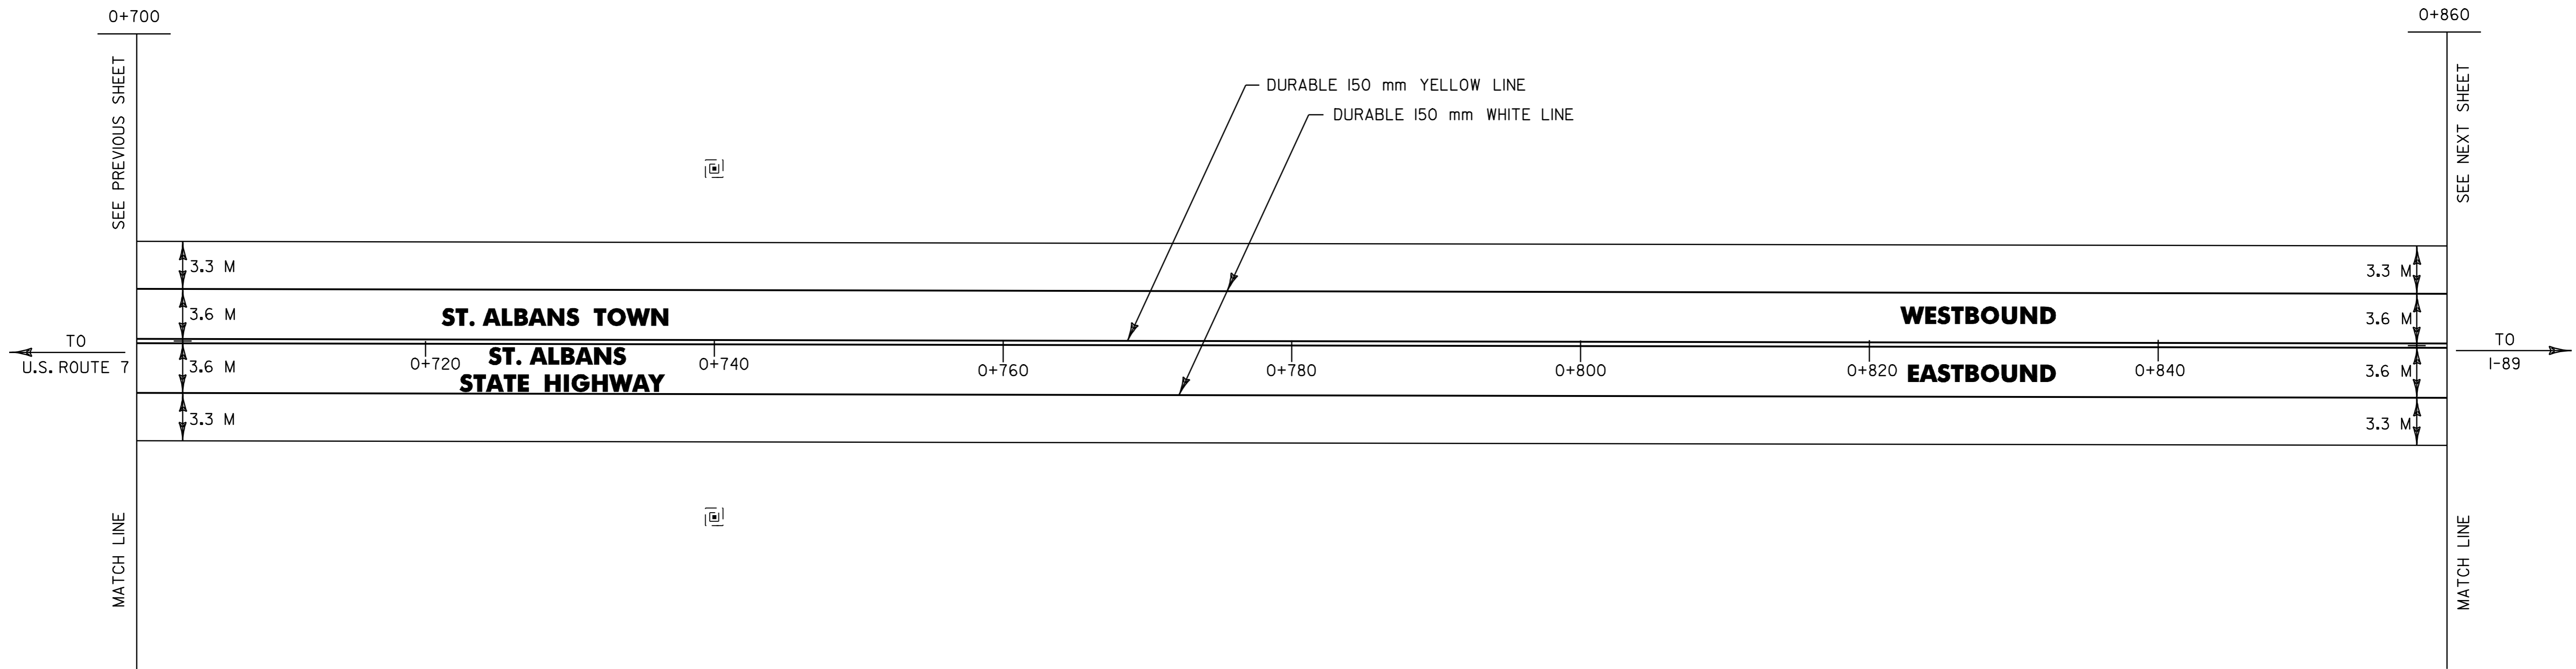 0+700
0+860
SEE PREVIOUS SHEET
SEE NEXT SHEET
DURABLE 150 mm YELLOW LINE
DURABLE 150 mm WHITE LINE
3.3 M
3.3 M
3.6 M
ST. ALBANS TOWN
WESTBOUND
3.6 M
TO
U.S. ROUTE 7
TO
I-89
3.6 M
0+720
ST. ALBANS
STATE HIGHWAY
0+740
0+760
0+780
0+800
0+820
EASTBOUND
0+840
3.6 M
3.3 M
3.3 M
MATCH LINE
MATCH LINE